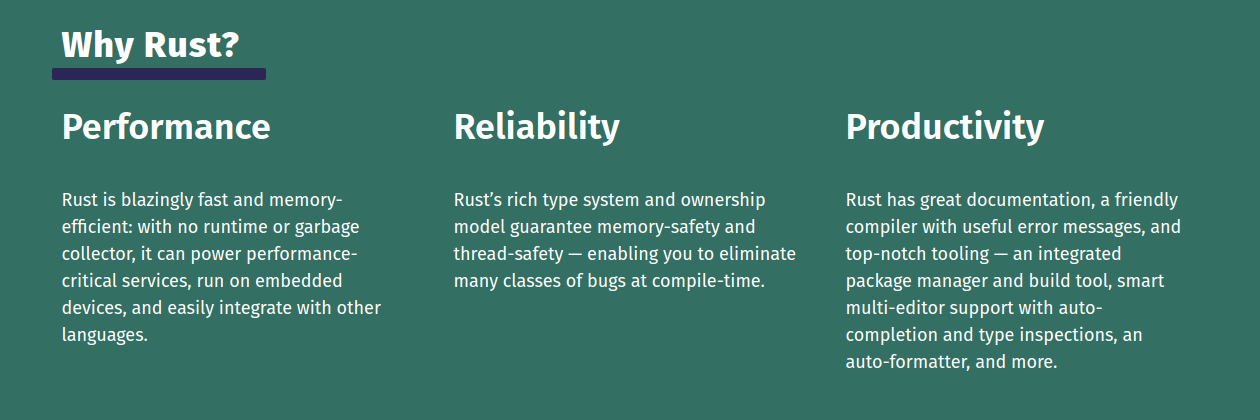 Why Rust?
Performance
Rust is blazingly fast and memory-
efficient: with no runtime or garbage
collector, it can power performance-
critical services, run on embedded
devices, and easily integrate with other
languages.
Reliability
Rust’s rich type system and ownership
model guarantee memory-safety and
thread-safety — enabling you to eliminate
many classes of bugs at compile-time.
Productivity
Rust has great documentation, a friendly
compiler with useful error messages, and
top-notch tooling — an integrated
package manager and build tool, smart
multi-editor support with auto-
completion and type inspections, an
auto-formatter, and more.